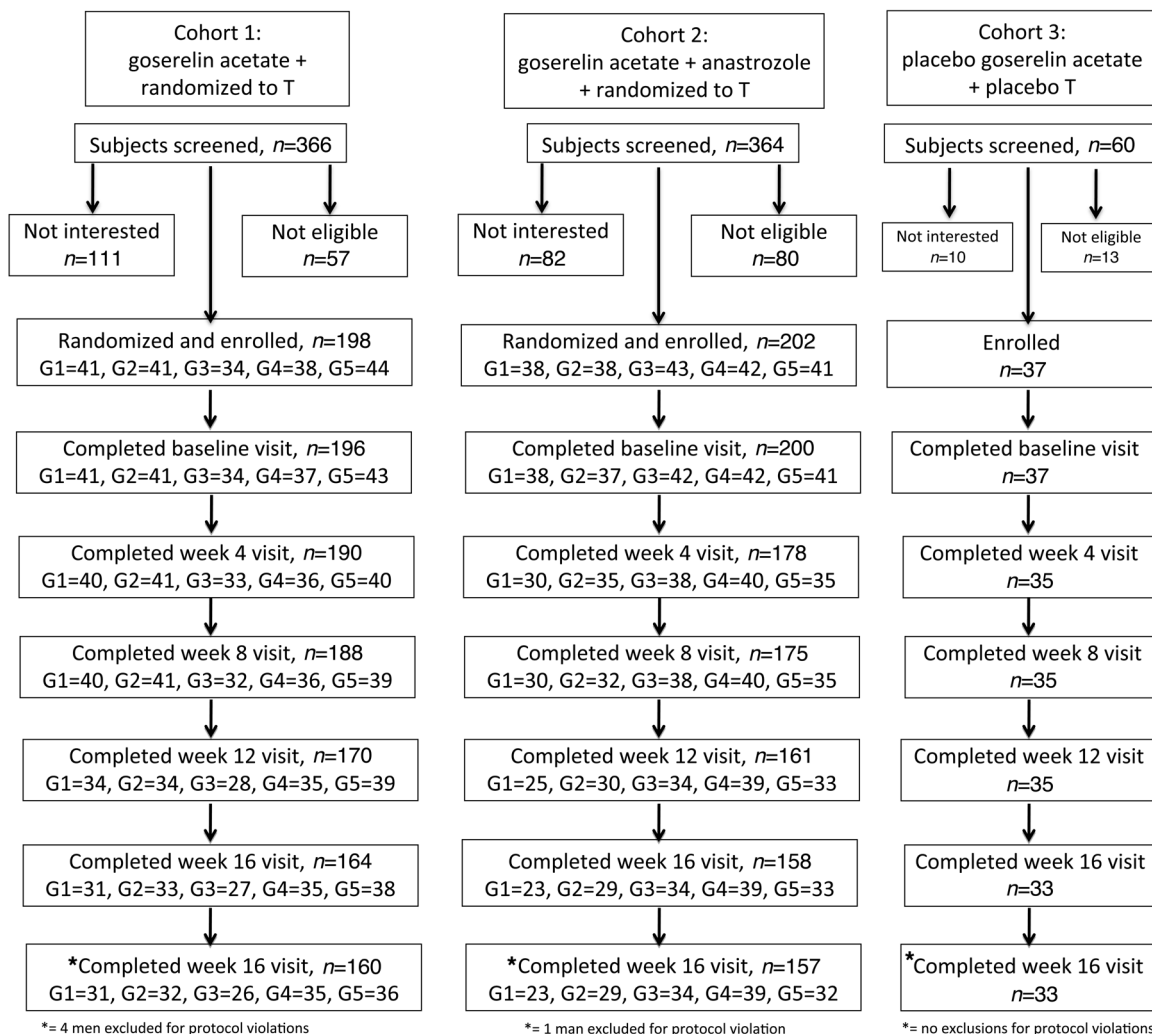 Cohort 1:
goserelin acetate +
randomized to T
Subjects screened, n=366
Not interested
n=111
Not eligible
n=57
Randomized and enrolled, n=198
G1=41, G2=41, G3=34, G4=38, G5=44
Completed baseline visit, n=196
G1=41, G2=41, G3=34, G4=37, G5=43
Completed week 4 visit, n=190
G1=40, G2=41, G3=33, G4=36, G5=40
Completed week 8 visit, n=188
G1=40, G2=41, G3=32, G4=36, G5=39
Completed week 12 visit, n=170
G1=34, G2=34, G3=28, G4=35, G5=39
Completed week 16 visit, n=164
G1=31, G2=33, G3=27, G4=35, G5=38
*Completed week 16 visit, n=160
G1=31, G2=32, G3=26, G4=35, G5=36
*= 4 men excluded for protocol violations
Cohort 2:
goserelin acetate + anastrozole
+ randomized to T
Subjects screened, n=364
Not interested
n=82
Not eligible
n=80
Randomized and enrolled, n=202
G1=38, G2=38, G3=43, G4=42, G5=41
Completed baseline visit, n=200
G1=38, G2=37, G3=42, G4=42, G5=41
Completed week 4 visit, n=178
G1=30, G2=35, G3=38, G4=40, G5=35
Completed week 8 visit, n=175
G1=30, G2=32, G3=38, G4=40, G5=35
Completed week 12 visit, n=161
G1=25, G2=30, G3=34, G4=39, G5=33
Completed week 16 visit, n=158
G1=23, G2=29, G3=34, G4=39, G5=33
*Completed week 16 visit, n=157
G1=23, G2=29, G3=34, G4=39, G5=32
*= 1 man excluded for protocol violation
Cohort 3:
placebo goserelin acetate
+ placebo T
Subjects screened, n=60
Not interested
n=10
Not eligible
n=13
Enrolled
n=37
Completed baseline visit
n=37
Completed week 4 visit
n=35
Completed week 8 visit
n=35
Completed week 12 visit
n=35
Completed week 16 visit
n=33
*Completed week 16 visit
n=33
*= no exclusions for protocol violations